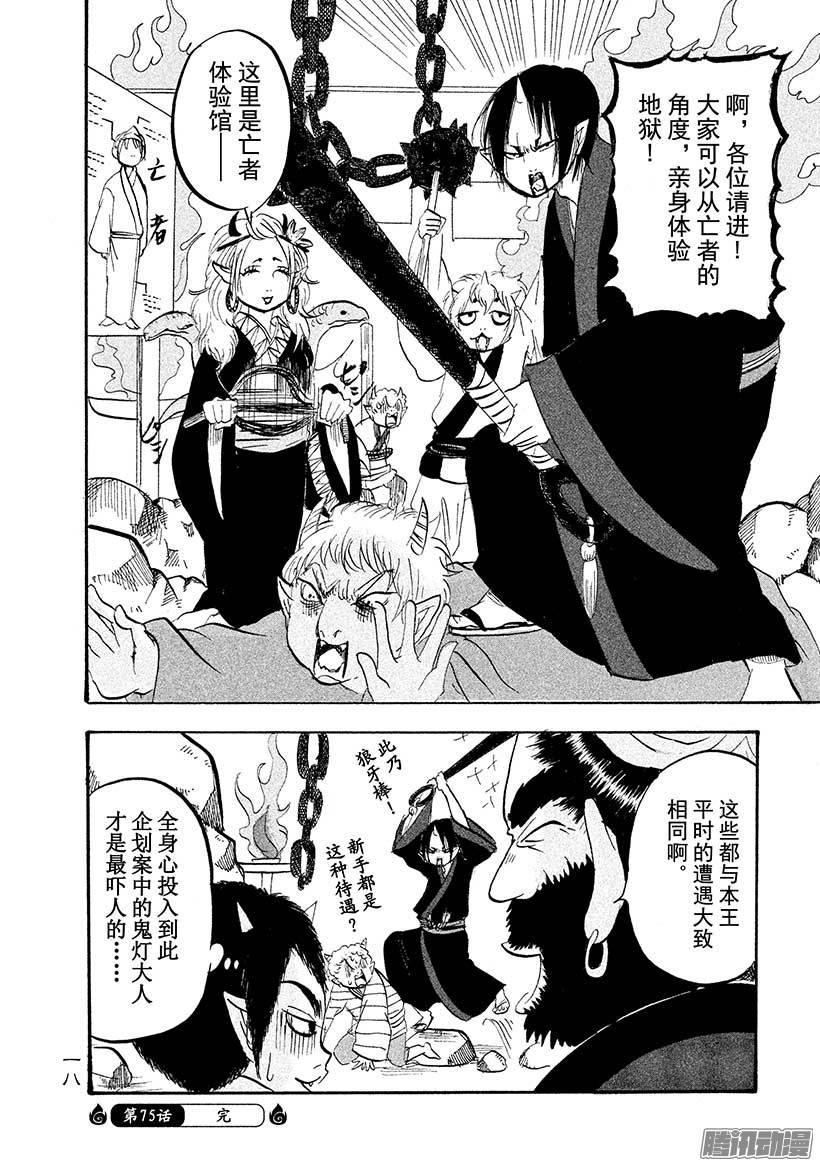 啊，各位请进！
大家可以从亡者的
角度，亲身体验
地狱！
这里是亡者
体验馆——
亡者
这些都与本王
平时的遭遇大致
相同啊。
此乃
狼牙棒！
新手都是
这种待遇？
全身心投入到此
企划案中的鬼灯大人
才是最吓人的……
一八
第75话 完
腾讯动漫